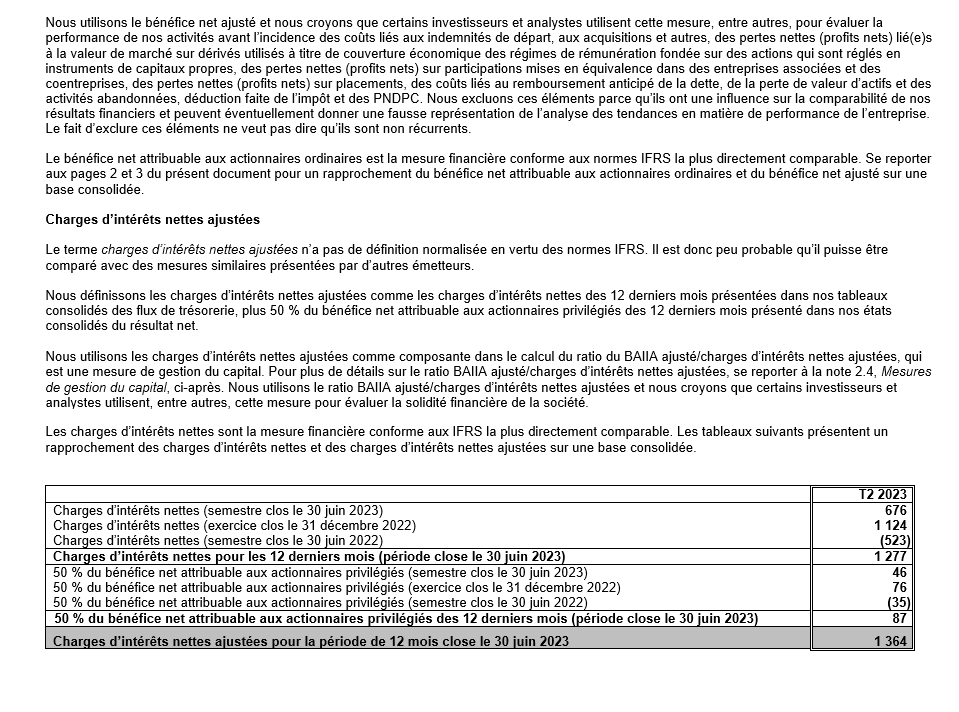 Nous utilisons le bénéfice net ajusté et nous croyons que certains investisseurs et analystes utilisent cette mesure, entre autres, pour évaluer la
performance de nos activités avant l’incidence des coûts liés aux indemnités de départ, aux acquisitions et autres, des pertes nettes (profits nets) lié(e)s
à la valeur de marché sur dérivés utilisés à titre de couverture économique des régimes de rémunération fondée sur des actions qui sont réglés en
instruments de capitaux propres, des pertes nettes (profits nets) sur participations mises en équivalence dans des entreprises associées et des
coentreprises, des pertes nettes (profits nets) sur placements, des coûts liés au remboursement anticipé de la dette, de la perte de valeur d’actifs et des
activités abandonnées, déduction faite de l’impôt et des PNDPC. Nous excluons ces éléments parce qu’ils ont une influence sur la comparabilité de nos
résultats financiers et peuvent éventuellement donner une fausse représentation de l’analyse des tendances en matière de performance de l’entreprise.
Le fait d’exclure ces éléments ne veut pas dire qu’ils sont non récurrents.
Le bénéfice net attribuable aux actionnaires ordinaires est la mesure financière conforme aux normes IFRS la plus directement comparable. Se reporter
aux pages 2 et 3 du présent document pour un rapprochement du bénéfice net attribuable aux actionnaires ordinaires et du bénéfice net ajusté sur une
base consolidée.
Charges d’intérêts nettes ajustées
Le terme charges d’intérêts nettes ajustées n’a pas de définition normalisée en vertu des normes IFRS. Il est donc peu probable qu’il puisse être
comparé avec des mesures similaires présentées par d’autres émetteurs.
Nous définissons les charges d’intérêts nettes ajustées comme les charges d’intérêts nettes des 12 derniers mois présentées dans nos tableaux
consolidés des flux de trésorerie, plus 50 % du bénéfice net attribuable aux actionnaires privilégiés des 12 derniers mois présenté dans nos états
consolidés du résultat net.
Nous utilisons les charges d’intérêts nettes ajustées comme composante dans le calcul du ratio du BAIIA ajusté/charges d’intérêts nettes ajustées, qui
est une mesure de gestion du capital. Pour plus de détails sur le ratio BAIIA ajusté/charges d’intérêts nettes ajustées, se reporter à la note 2.4, Mesures
de gestion du capital, ci-après. Nous utilisons le ratio BAIIA ajusté/charges d’intérêts nettes ajustées et nous croyons que certains investisseurs et
analystes utilisent, entre autres, cette mesure pour évaluer la solidité financière de la société.
Les charges d’intérêts nettes sont la mesure financière conforme aux IFRS la plus directement comparable. Les tableaux suivants présentent un
rapprochement des charges d’intérêts nettes et des charges d’intérêts nettes ajustées sur une base consolidée.
T2 2023
Charges d’intérêts nettes (semestre clos le 30 juin 2023) 676
Charges d’intérêts nettes (exercice clos le 31 décembre 2022) 1 124
Charges d’intérêts nettes (semestre clos le 30 juin 2022) (523)
Charges d’intérêts nettes pour les 12 derniers mois (période close le 30 juin 2023) 1 277
50 % du bénéfice net attribuable aux actionnaires privilégiés (semestre clos le 30 juin 2023) 46
50 % du bénéfice net attribuable aux actionnaires privilégiés (exercice clos le 31 décembre 2022) 76
50 % du bénéfice net attribuable aux actionnaires privilégiés (semestre clos le 30 juin 2022) (35)
50 % du bénéfice net attribuable aux actionnaires privilégiés des 12 derniers mois (période close le 30 juin 2023) 87
Charges d’intérêts nettes ajustées pour la période de 12 mois close le 30 juin 2023 1 364